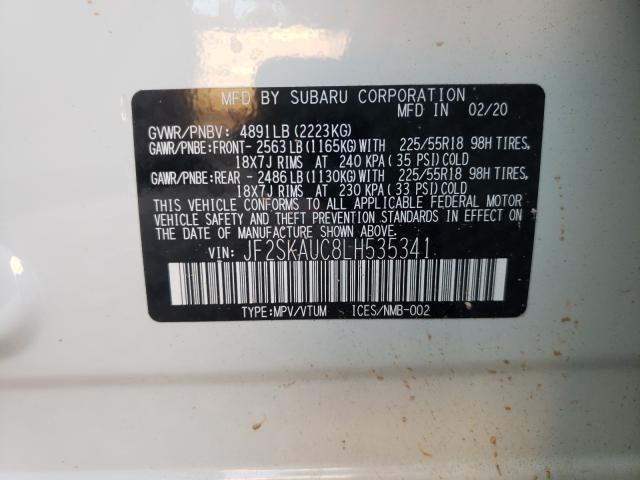 MFD BY SUBARU CORPORATION
MFD IN 02/20
GVWR/PNBV: 4891LB(2223KG)
GAWR/PNBE:FRONT- 2563LB(1165KG)WITH 225/55R18 98H TIRES,
18X7J RIMS AT 240 KPA(35 PSI)COLD
GAWR/PNBE:REAR - 2486LB(1130KG)WITH 225/55R18 98H TIRES,
18X7J RIMS AT 230 KPA(33 PSI)COLD
THIS VEHICLE CONFORMS TO ALL APPLICABLE FEDERAL MOTOR
VEHICLE SAFETY AND THEFT PREVENTION STANDARDS IN EFFECT
ON THE DATE OF MANUFACTURE SHOWN ABOVE.
VIN: JF2SKAUC8LH535341
TYPE:MPV/VTUM ICES/NMB-002